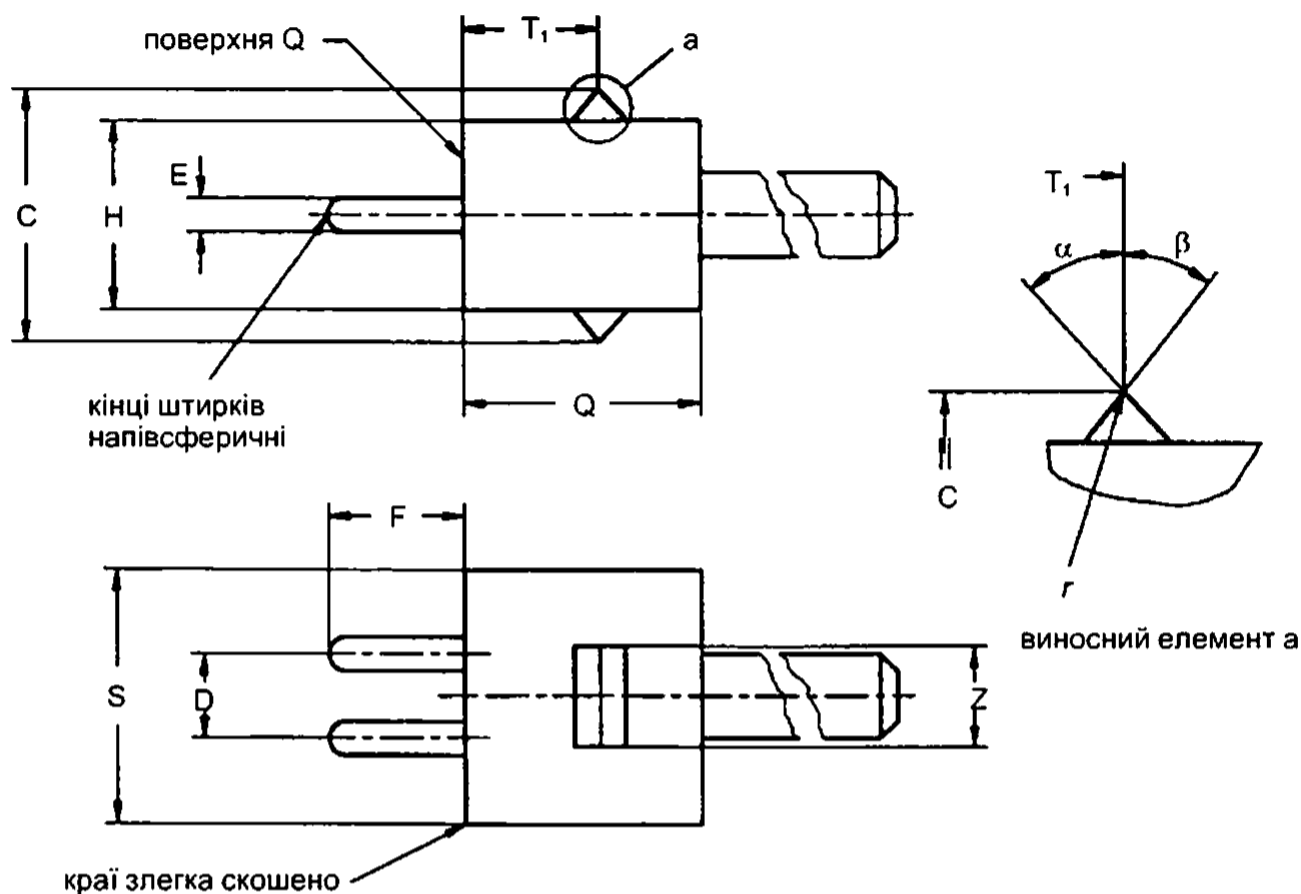 поверхня Q
T₁
a
E
C
H
T₁
α
β
кінці штирків
напівсферичні
Q
C
r
F
виносний елемент a
S
D
Z
краї злегка скошено